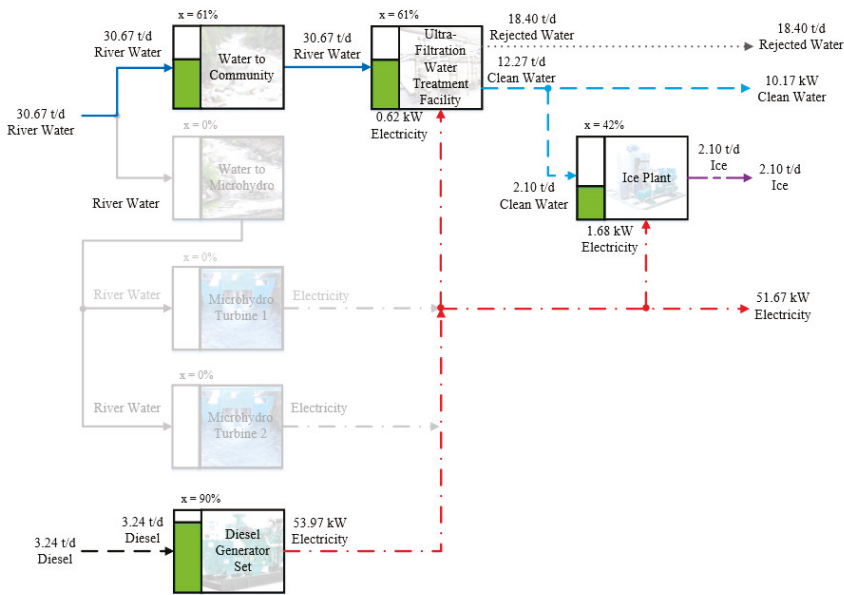 x = 61%
30.67 t/d
River Water
Water to
Community
30.67 t/d
River Water
x = 61%
Ultra-
Filtration
Water
Treatment
Facility
18.40 t/d
Rejected Water
18.40 t/d
Rejected Water
12.27 t/d
Clean Water
10.17 kW
Clean Water
30.67 t/d
River Water
0.62 kW
Electricity
x = 0%
Water to
Microhydro
River Water
x = 42%
Ice Plant
2.10 t/d
Ice
2.10 t/d
Ice
2.10 t/d
Clean Water
1.68 kW
Electricity
x = 0%
River Water
Microhydro
Turbine 1
Electricity
51.67 kW
Electricity
x = 0%
River Water
Microhydro
Turbine 2
Electricity
x = 90%
3.24 t/d
Diesel
3.24 t/d
Diesel
Diesel
Generator
Set
53.97 kW
Electricity